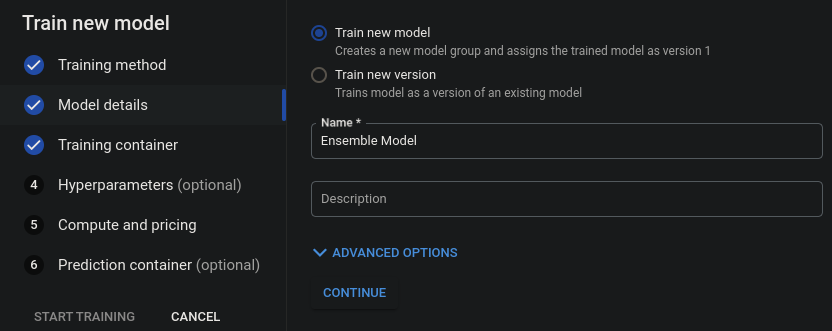 Train new model
Training method
Model details
Training container
4 Hyperparameters (optional)
5 Compute and pricing
6 Prediction container (optional)
START TRAINING CANCEL
Train new model
Creates a new model group and assigns the trained model as version 1
Train new version
Trains model as a version of an existing model
Name *
Ensemble Model
Description
ADVANCED OPTIONS
CONTINUE